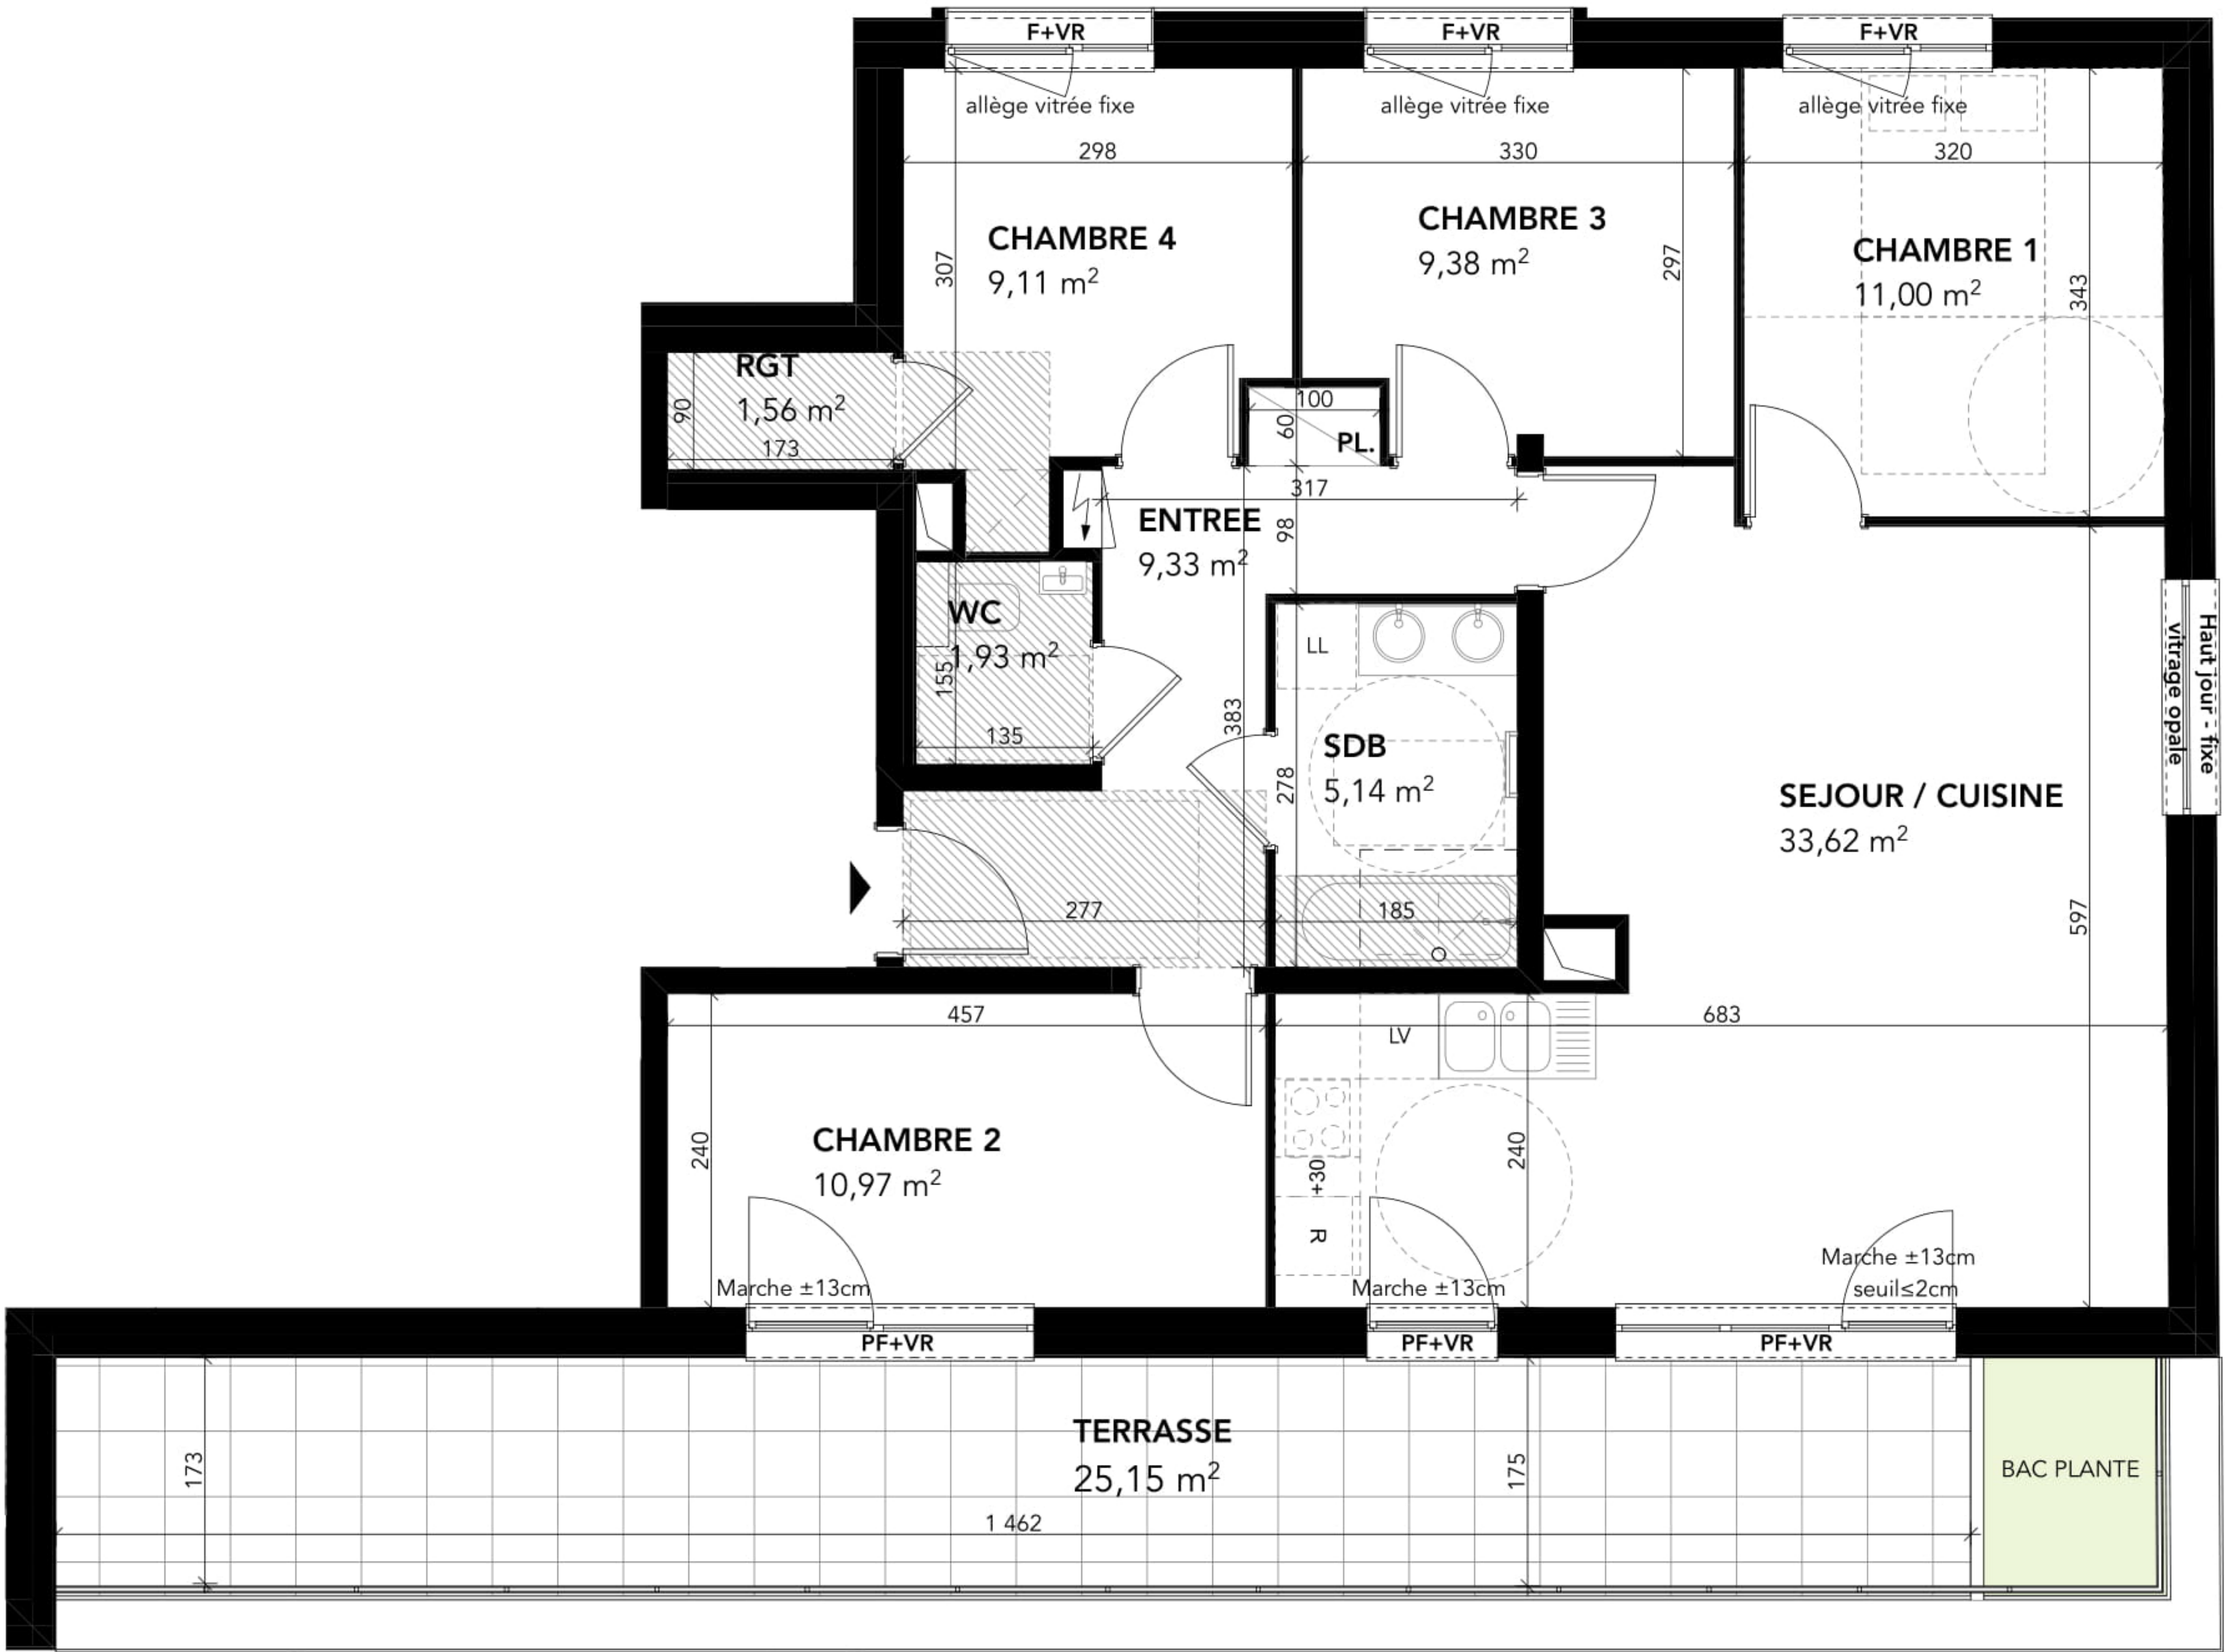 F+VR
F+VR
F+VR
allège vitrée fixe
allège vitrée fixe
allège vitrée fixe
298
330
320
CHAMBRE 4
9,11 m²
307
CHAMBRE 3
9,38 m²
297
CHAMBRE 1
11,00 m²
343
RGT
1,56 m²
90
173
100
60
PL.
317
ENTREE
9,33 m²
98
WC
1,93 m²
155
135
383
LL
SDB
5,14 m²
278
185
277
SEJOUR / CUISINE
33,62 m²
597
Haut jour - fixe
vitrage opale
457
683
LV
CHAMBRE 2
10,97 m²
240
240
+30
R
Marche ±13cm
Marche ±13cm
Marche ±13cm
seuil≤2cm
PF+VR
PF+VR
PF+VR
TERRASSE
25,15 m²
173
175
1 462
BAC PLANTE